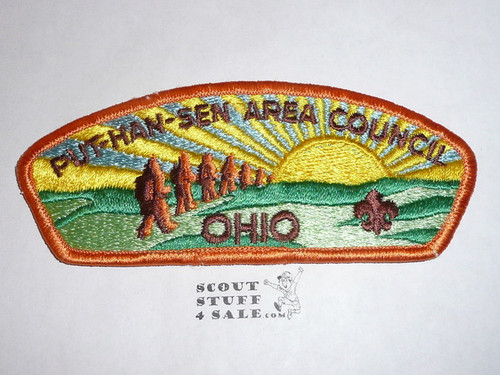 PUT-HAN-SEN AREA COUNCIL
OHIO
SCOUT
STUFF
4 SALE.COM